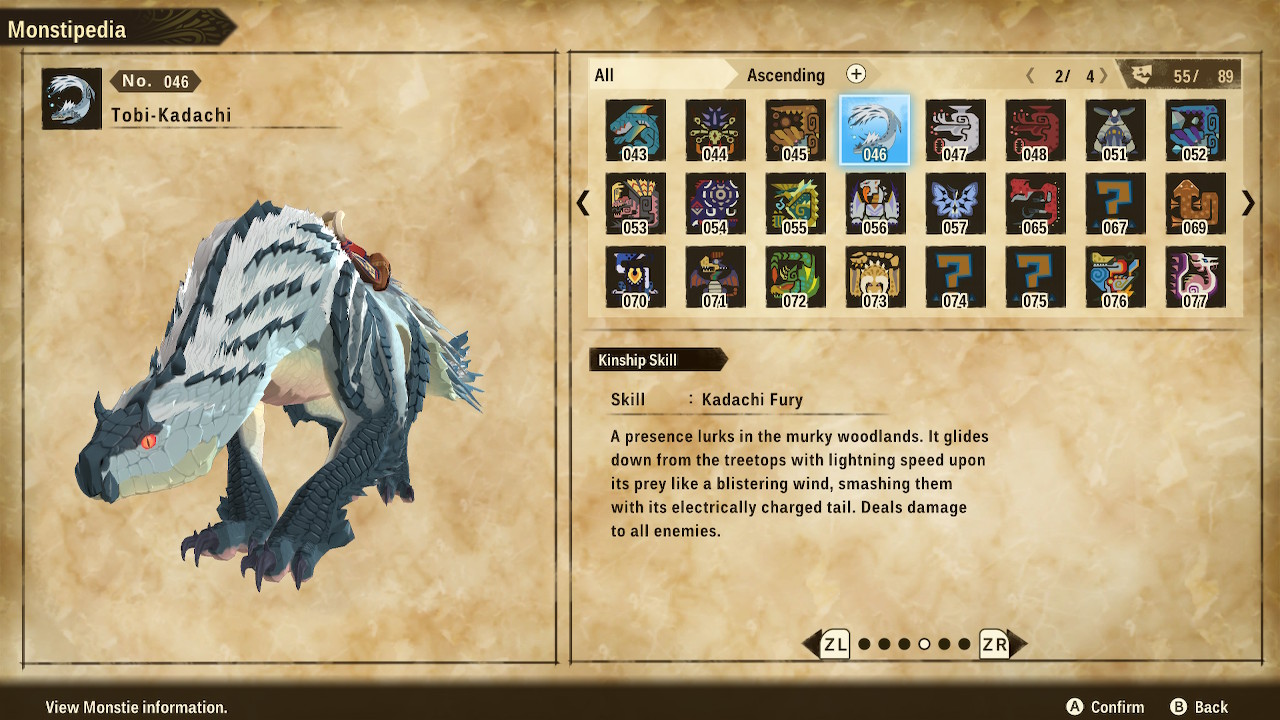 Monstipedia
No. 046
Tobi-Kadachi
All
Ascending
2/ 4
55/ 89
043 044 045 046 047 048 051 052
053 054 055 056 057 065 067 069
070 071 072 073 074 075 076 077
Kinship Skill
Skill : Kadachi Fury
A presence lurks in the murky woodlands. It glides
down from the treetops with lightning speed upon
its prey like a blistering wind, smashing them
with its electrically charged tail. Deals damage
to all enemies.
ZL ZR
View Monstie information.
A Confirm B Back